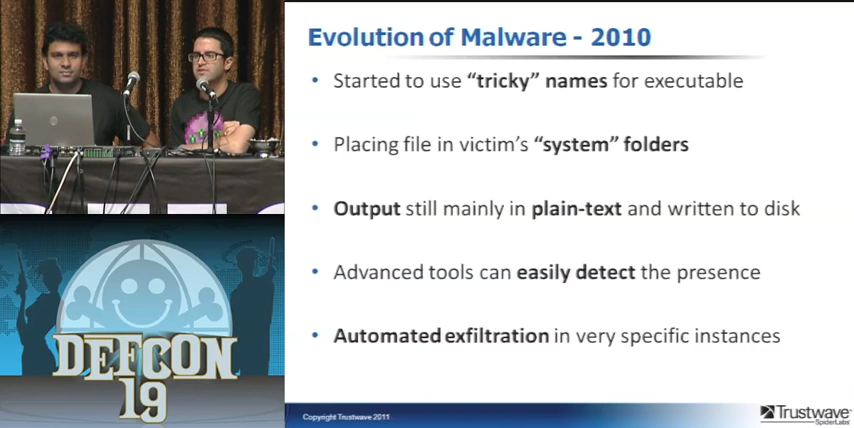 Evolution of Malware - 2010
• Started to use “tricky” names for executable
• Placing file in victim’s “system” folders
• Output still mainly in plain-text and written to disk
• Advanced tools can easily detect the presence
• Automated exfiltration in very specific instances
DEFCON
19
Copyright Trustwave 2011
Trustwave®
SpiderLabs®